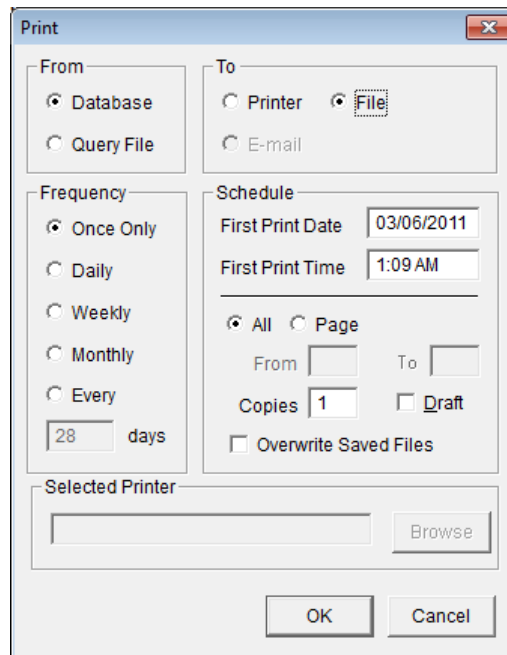 Print
From
Database
Query File
To
Printer File
E-mail
Frequency
Once Only
Daily
Weekly
Monthly
Every
28 days
Schedule
First Print Date 03/06/2011
First Print Time 1:09 AM
All Page
From To
Copies 1 Draft
Overwrite Saved Files
Selected Printer
Browse
OK Cancel